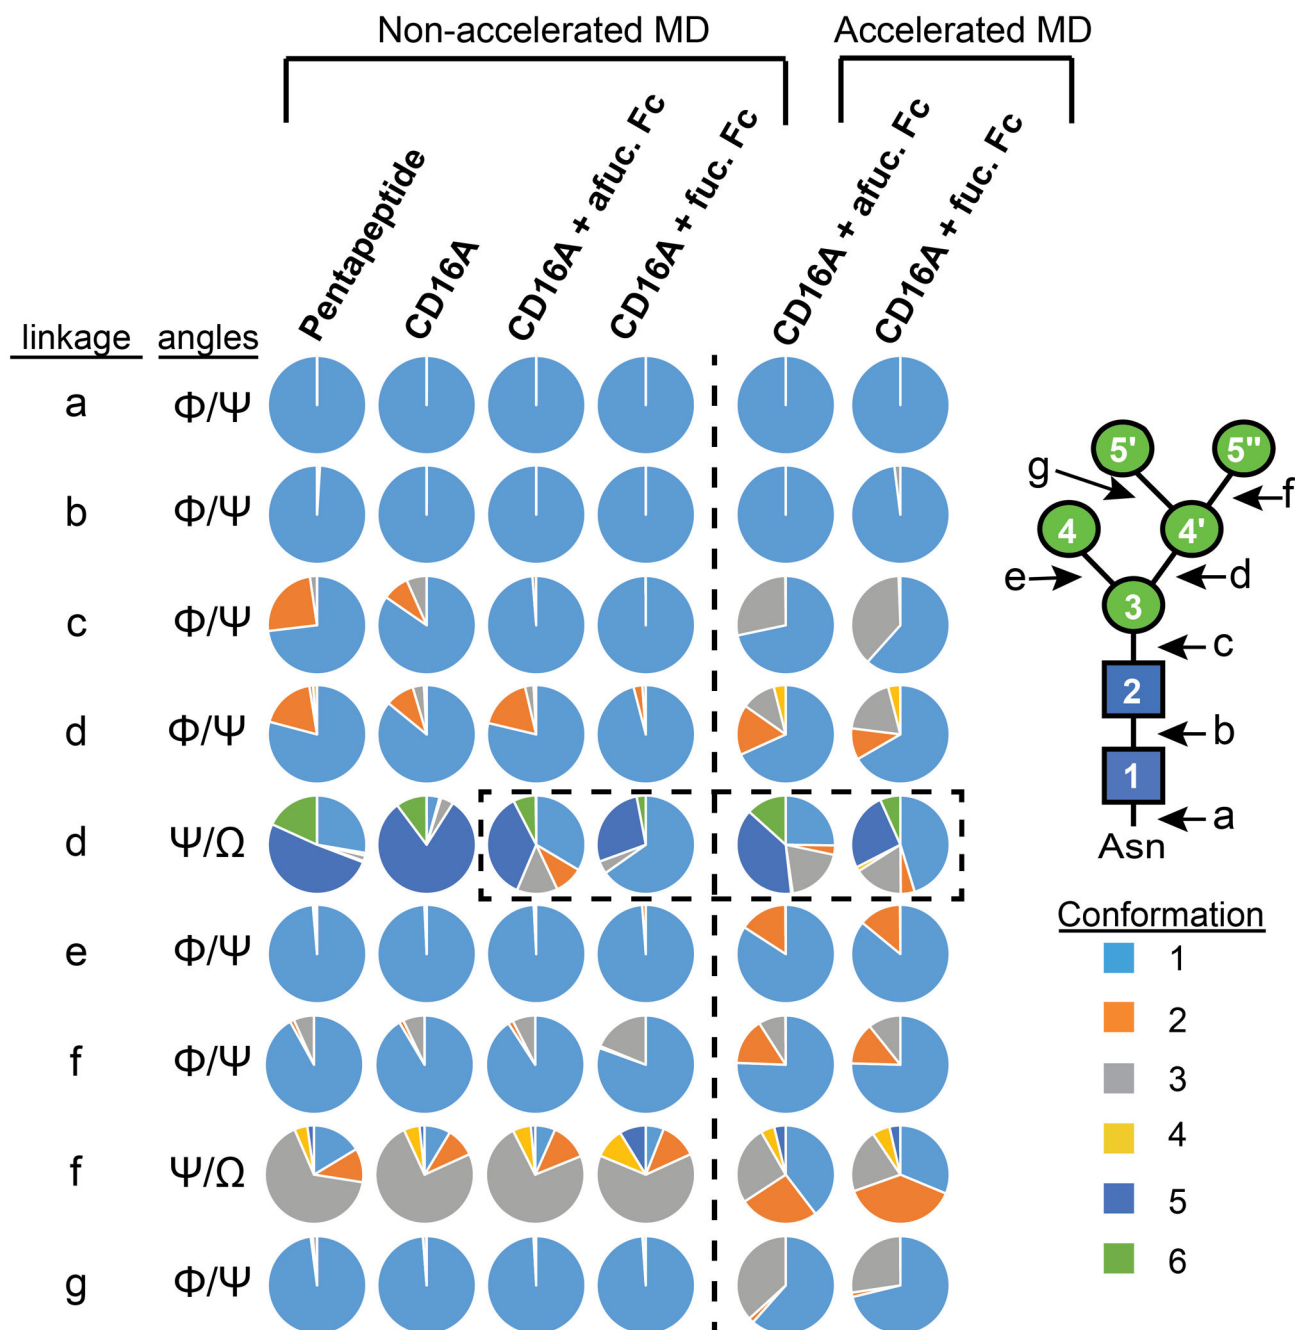 Non-accelerated MD
Accelerated MD
Pentapeptide
CD16A
CD16A + afuc. Fc
CD16A + fuc. Fc
CD16A + afuc. Fc
CD16A + fuc. Fc
linkage angles
a Φ/Ψ
b Φ/Ψ
c Φ/Ψ
d Φ/Ψ
d Ψ/Ω
e Φ/Ψ
f Φ/Ψ
f Ψ/Ω
g Φ/Ψ
5' 5''
g f
4 4'
e d
3
c
2
b
1
a
Asn
Conformation
1
2
3
4
5
6